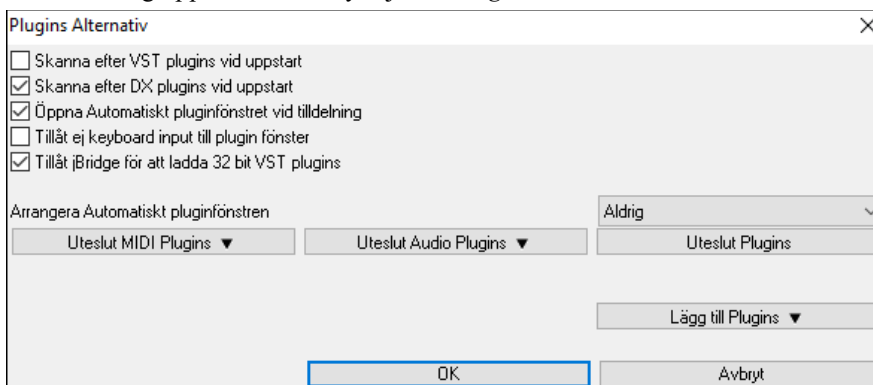 Plugins Alternativ
Skanna efter VST plugins vid uppstart
Skanna efter DX plugins vid uppstart
Öppna Automatiskt pluginfönstret vid tilldelning
Tillåt ej keyboard input till plugin fönster
Tillåt jBridge för att ladda 32 bit VST plugins
Arrangera Automatiskt pluginfönstren Aldrig
Uteslut MIDI Plugins ▼ Uteslut Audio Plugins ▼ Uteslut Plugins
Lägg till Plugins ▼
OK Avbryt